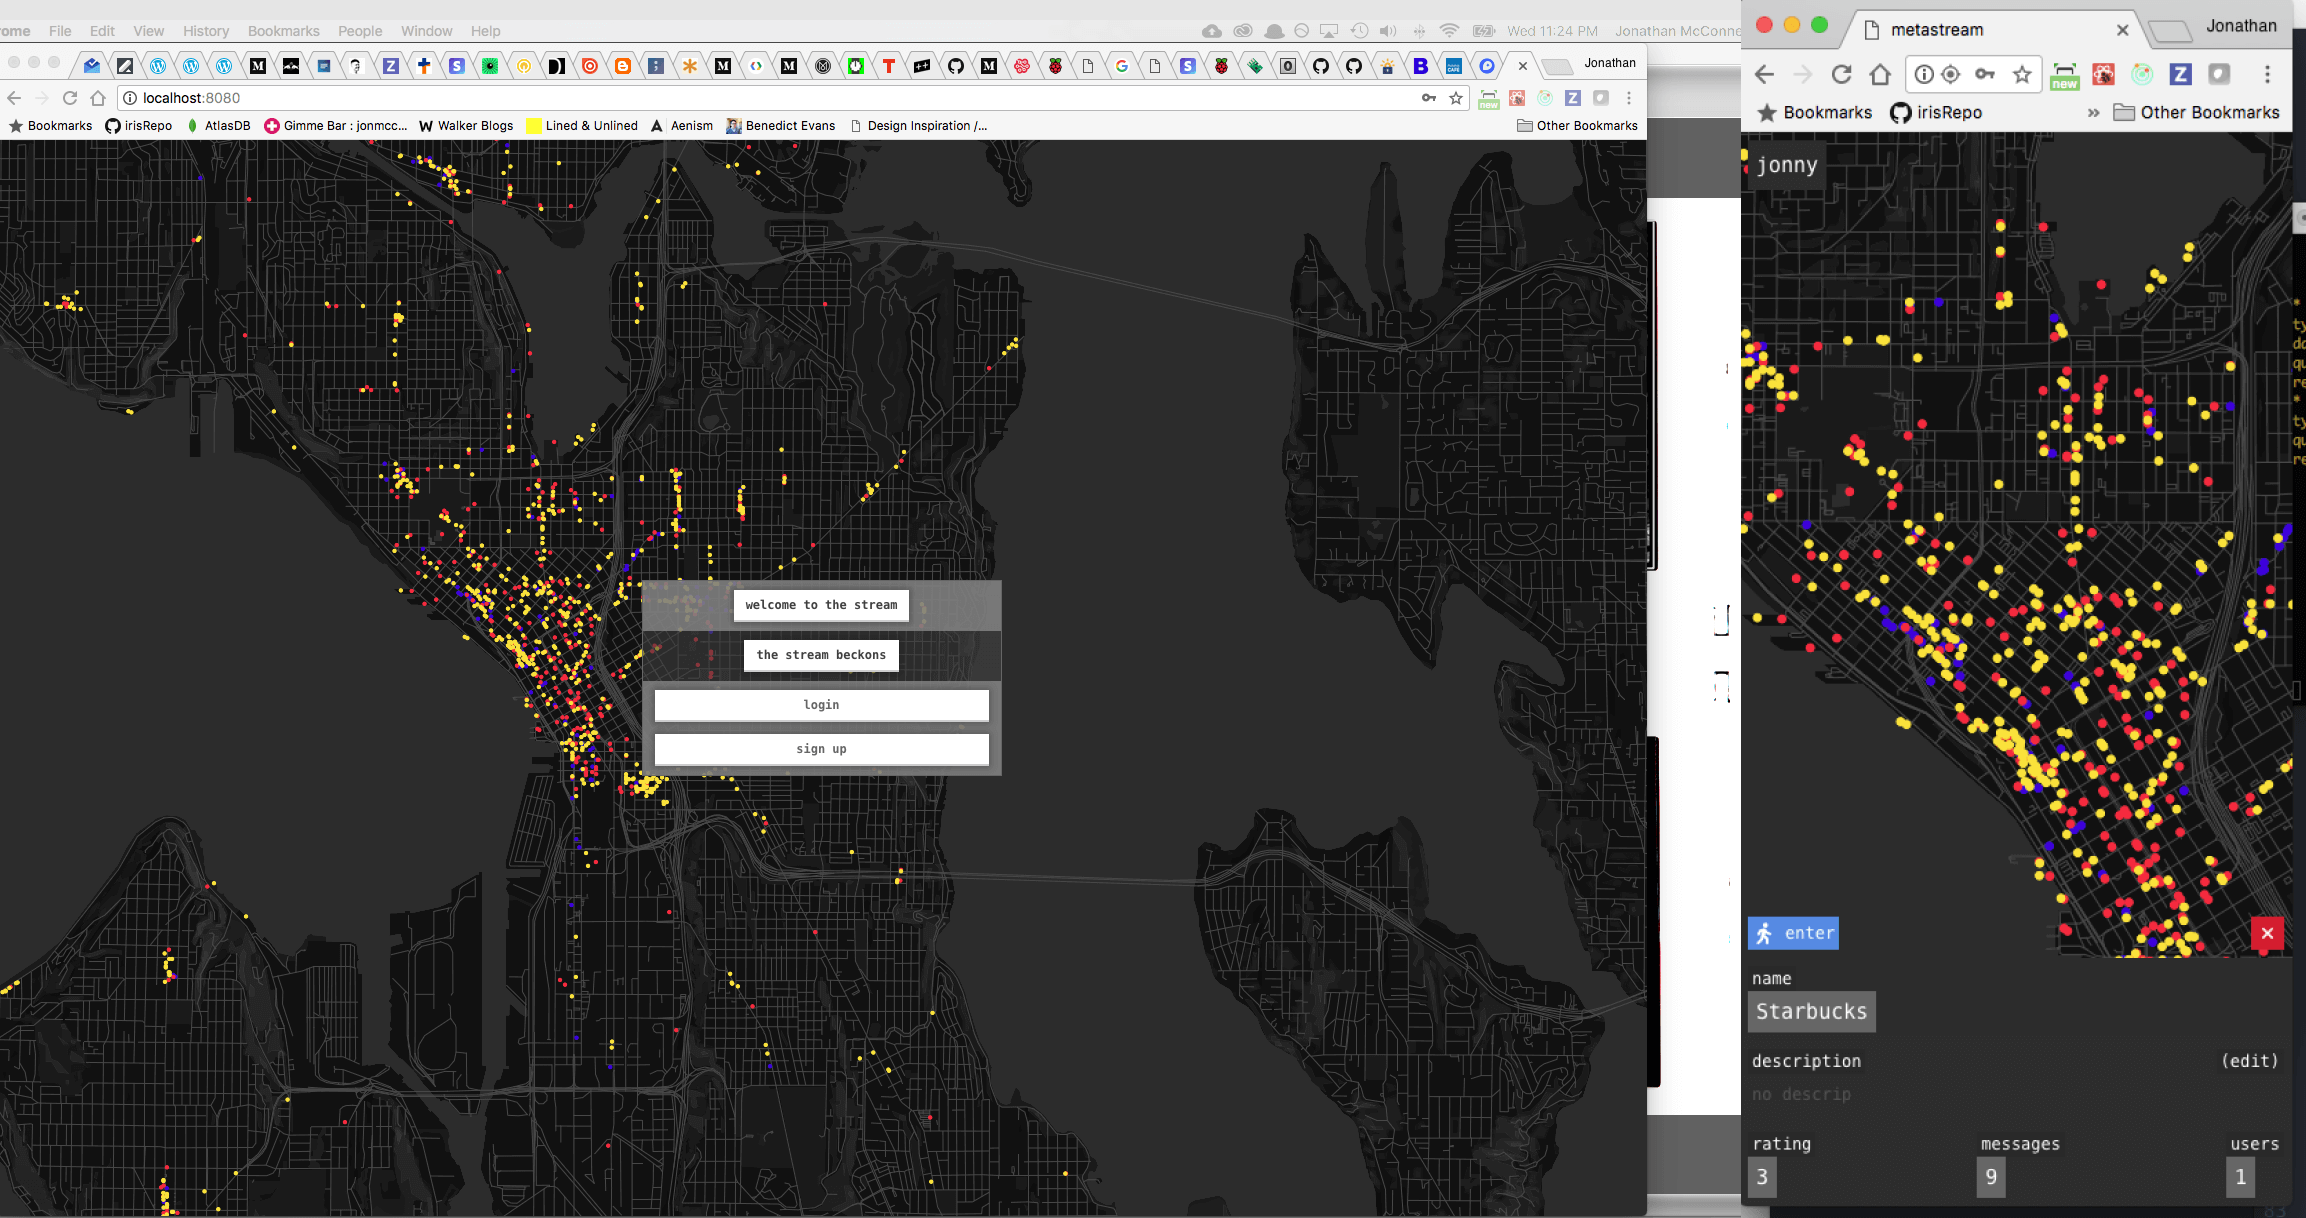 ome File Edit View History Bookmarks People Window Help
Wed 11:24 PM Jonathan McConne
Jonathan
localhost:8080
Bookmarks irisRepo AtlasDB Gimme Bar : jonmcc... Walker Blogs Lined & Unlined Aenism Benedict Evans Design Inspiration /... Other Bookmarks
welcome to the stream
the stream beckons
login
sign up
metastream
Jonathan
new
new
Bookmarks irisRepo » Other Bookmarks
jonny
enter
name
Starbucks
description (edit)
no descrip
rating messages users
3 9 1
83